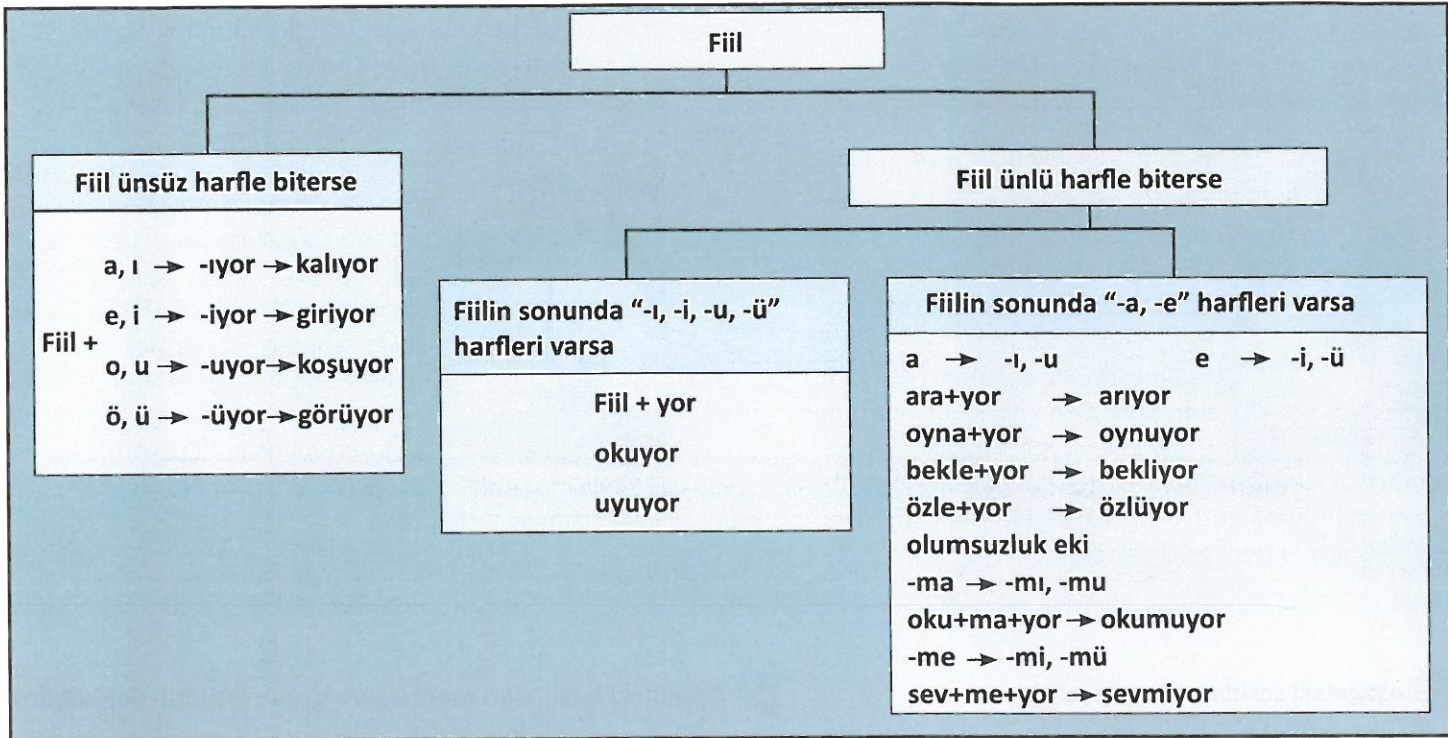 Fiil
Fiil ünsüz harfle biterse
a, ı → -ıyor → kalıyor
e, i → -iyor → giriyor
Fiil +
o, u → -uyor → koşuyor
ö, ü → -üyor → görüyor
Fiil ünlü harfle biterse
Fiilin sonunda “-ı, -i, -u, -ü”
harfleri varsa
Fiil + yor
okuyor
uyuyor
Fiilin sonunda “-a, -e” harfleri varsa
a → -ı, -u e → -i, -ü
ara+yor → arıyor
oyna+yor → oynuyor
bekle+yor → bekliyor
özle+yor → özlüyor
olumsuzluk eki
-ma → -mı, -mu
oku+ma+yor → okumuyor
-me → -mi, -mü
sev+me+yor → sevmiyor